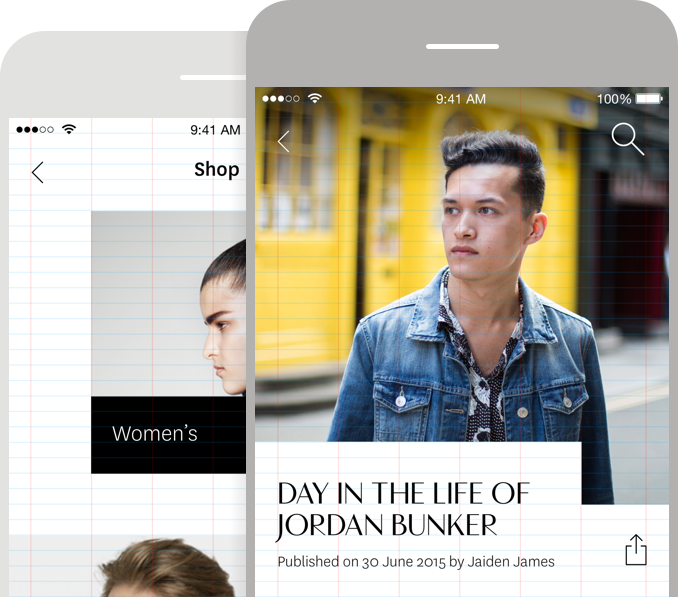 9:41 AM
Shop
Women's
9:41 AM
100%
DAY IN THE LIFE OF
JORDAN BUNKER
Published on 30 June 2015 by Jaiden James